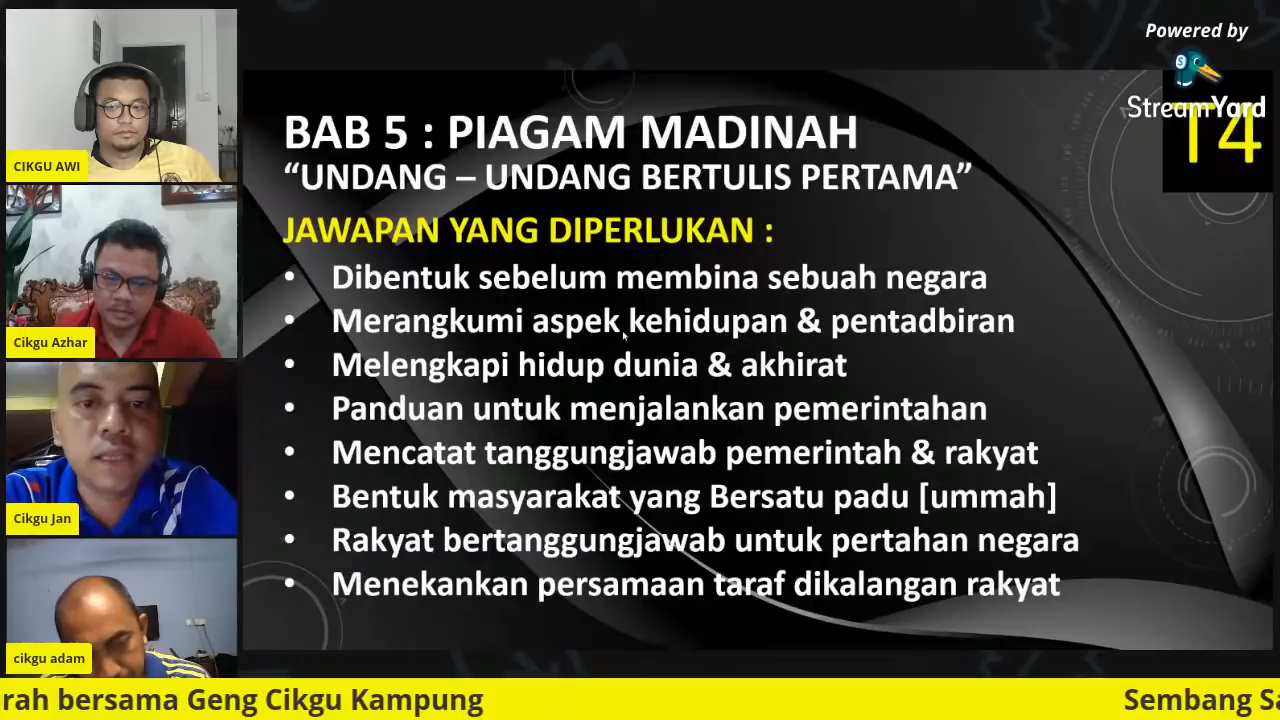 Powered by
StreamYard
T4
CIKGU AWI
Cikgu Azhar
Cikgu Jan
cikgu adam
BAB 5 : PIAGAM MADINAH
“UNDANG – UNDANG BERTULIS PERTAMA”
JAWAPAN YANG DIPERLUKAN :
• Dibentuk sebelum membina sebuah negara
• Merangkumi aspek kehidupan & pentadbiran
• Melengkapi hidup dunia & akhirat
• Panduan untuk menjalankan pemerintahan
• Mencatat tanggungjawab pemerintah & rakyat
• Bentuk masyarakat yang Bersatu padu [ummah]
• Rakyat bertanggungjawab untuk pertahan negara
• Menekankan persamaan taraf dikalangan rakyat
rah bersama Geng Cikgu Kampung Sembang Sa